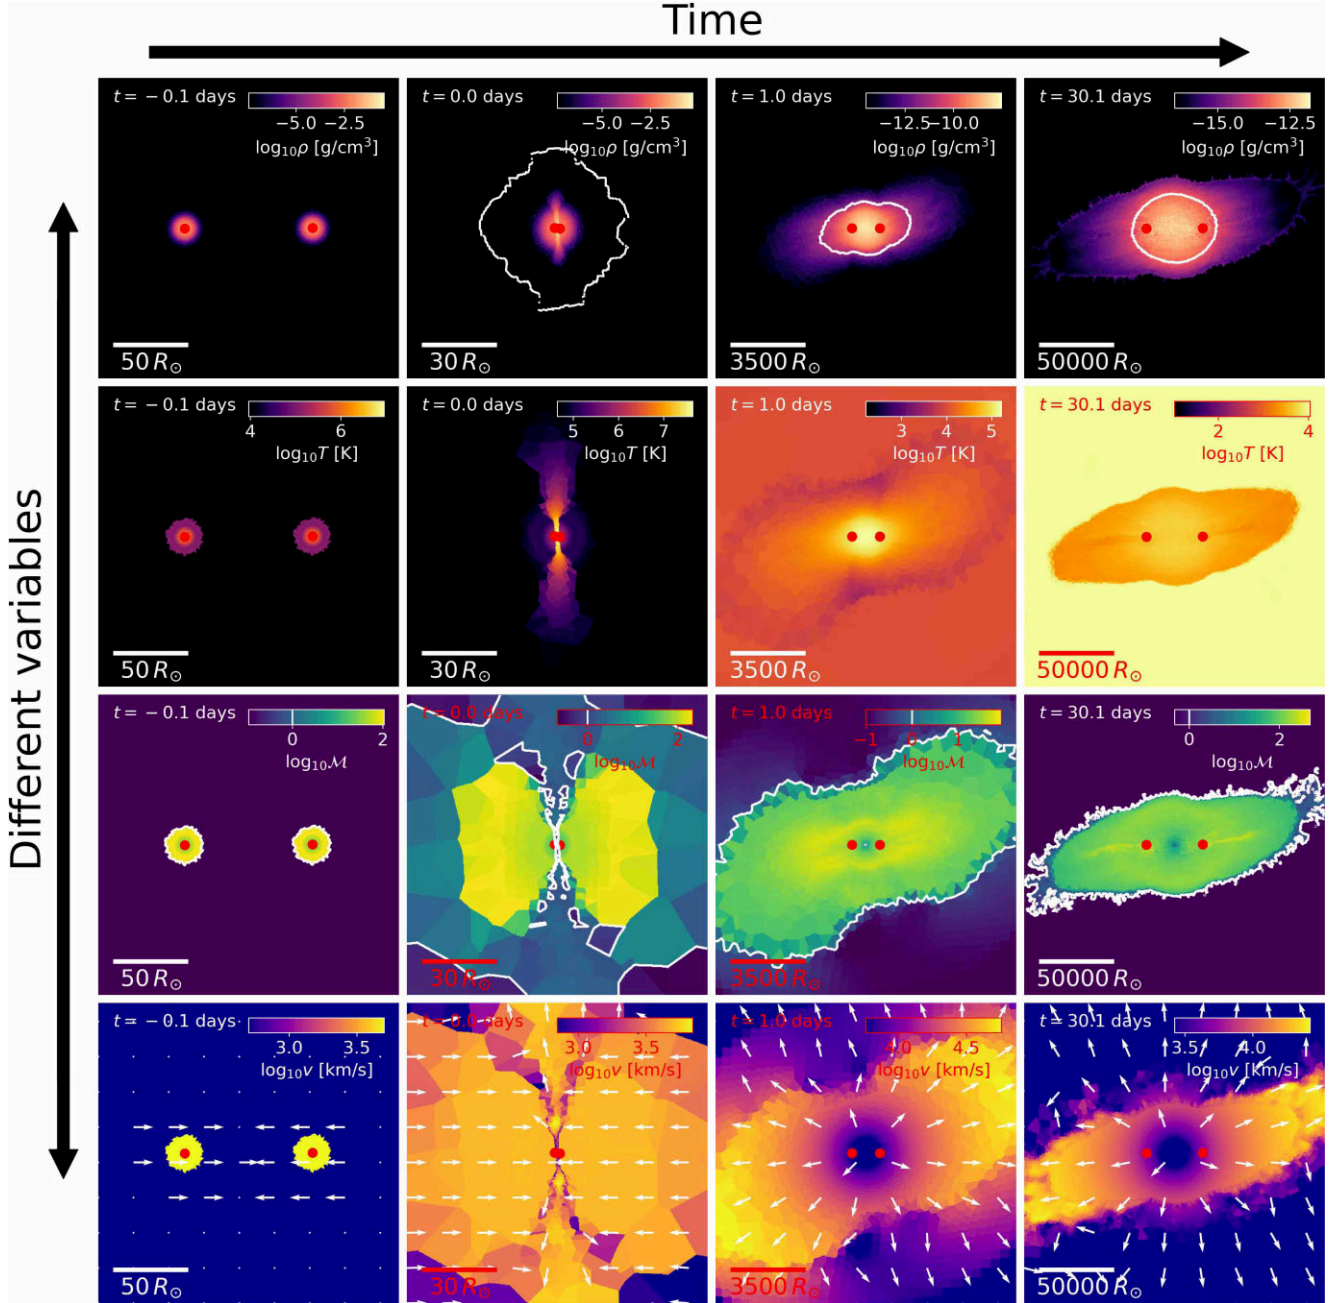 Time
Different variables
t = −0.1 days
−5.0 −2.5
log₁₀ρ [g/cm³]
50 R☉
t = 0.0 days
−5.0 −2.5
log₁₀ρ [g/cm³]
30 R☉
t = 1.0 days
−12.5 −10.0
log₁₀ρ [g/cm³]
3500 R☉
t = 30.1 days
−15.0 −12.5
log₁₀ρ [g/cm³]
50000 R☉
t = −0.1 days
4 6
log₁₀T [K]
50 R☉
t = 0.0 days
5 6 7
log₁₀T [K]
30 R☉
t = 1.0 days
3 4 5
log₁₀T [K]
3500 R☉
t = 30.1 days
2 4
log₁₀T [K]
50000 R☉
t = −0.1 days
0 2
log₁₀ℳ
50 R☉
t = 0.0 days
0 2
log₁₀ℳ
30 R☉
t = 1.0 days
−1 0 1
log₁₀ℳ
3500 R☉
t = 30.1 days
0 2
log₁₀ℳ
50000 R☉
t = −0.1 days
3.0 3.5
log₁₀v [km/s]
50 R☉
t = 0.0 days
3.0 3.5
log₁₀v [km/s]
30 R☉
t = 1.0 days
4.0 4.5
log₁₀v [km/s]
3500 R☉
t = 30.1 days
3.5 4.0
log₁₀v [km/s]
50000 R☉